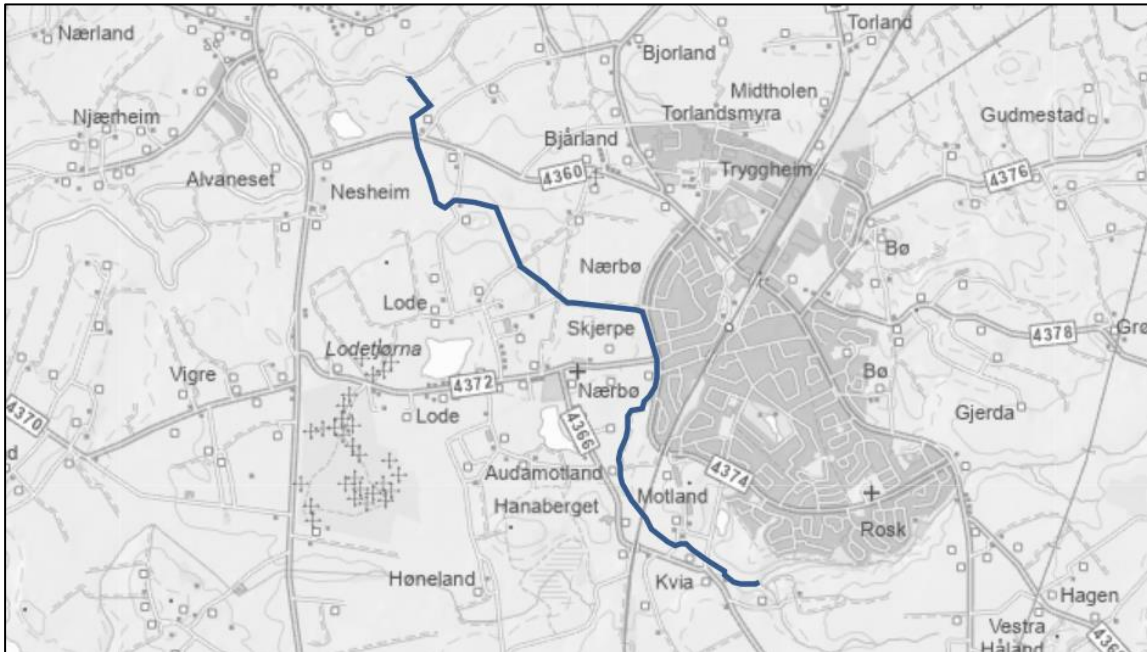 Nærland
Torland
Bjorland
Midtholen
Njærheim
Torlandsmyra
Gudmestad
Bjårland
Tryggheim
4360
4376
Alvaneset
Nesheim
Bø
Nærbø
Lode
Skjerpe
4378
Grø
Lodetjørna
Vigre
4372
Nærbø
Bø
Lode
Gjerda
4370
4366
d
Audamotland
4374
Hanaberget
Motland
Rosk
Høneland
Kvia
Hagen
Vestra
Håland